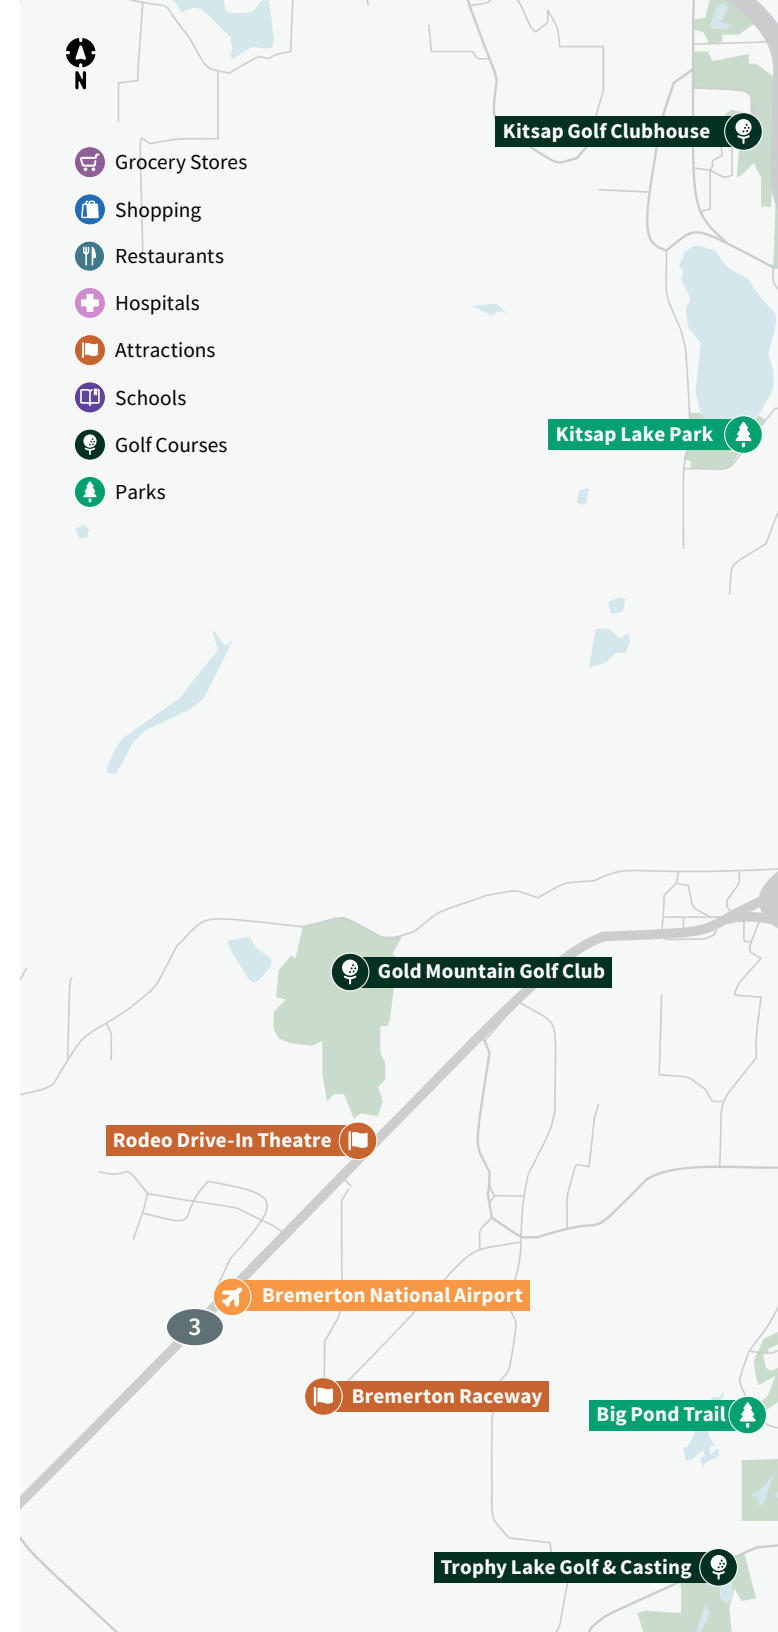 N
Kitsap Golf Clubhouse
Grocery Stores
Shopping
Restaurants
Hospitals
Attractions
Schools
Golf Courses
Parks
Kitsap Lake Park
Gold Mountain Golf Club
Rodeo Drive-In Theatre
Bremerton National Airport
3
Bremerton Raceway
Big Pond Trail
Trophy Lake Golf & Casting